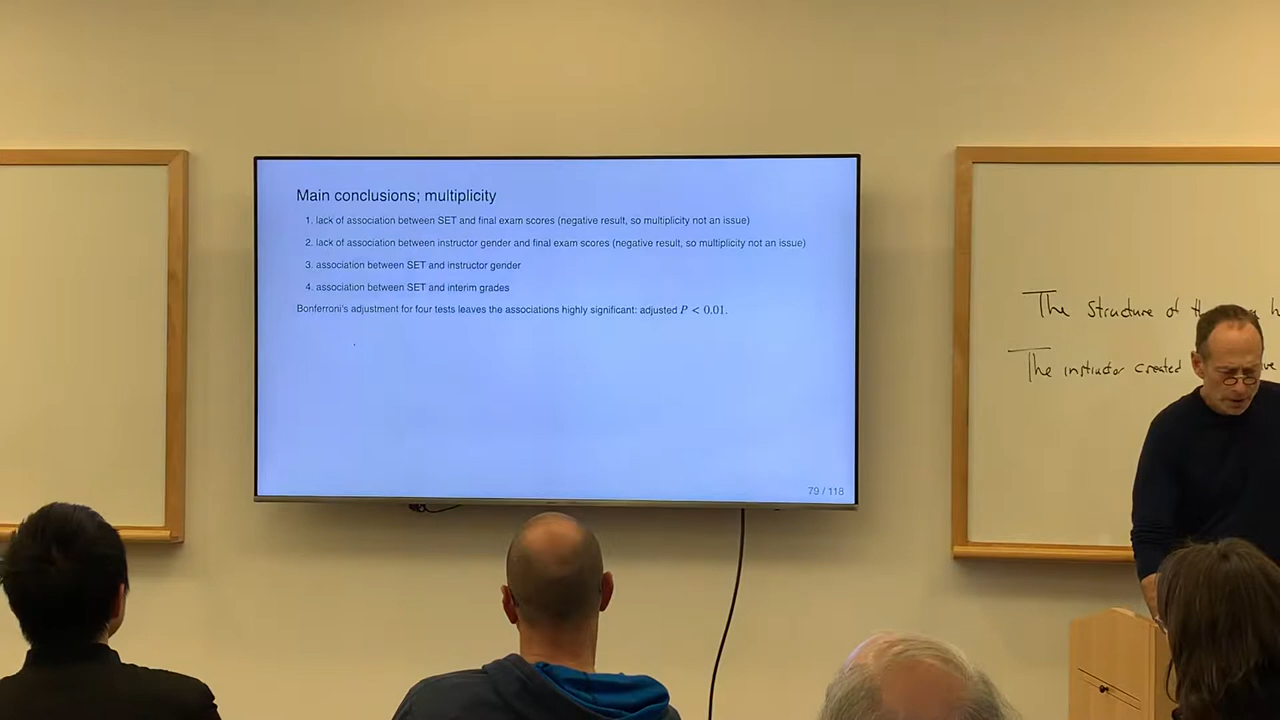 Main conclusions; multiplicity
1. lack of association between SET and final exam scores (negative result, so multiplicity not an issue)
2. lack of association between instructor gender and final exam scores (negative result, so multiplicity not an issue)
3. association between SET and instructor gender
4. association between SET and interim grades
Bonferroni's adjustment for four tests leaves the associations highly significant: adjusted P < 0.01.
79 / 118
The structure of
The instructor created